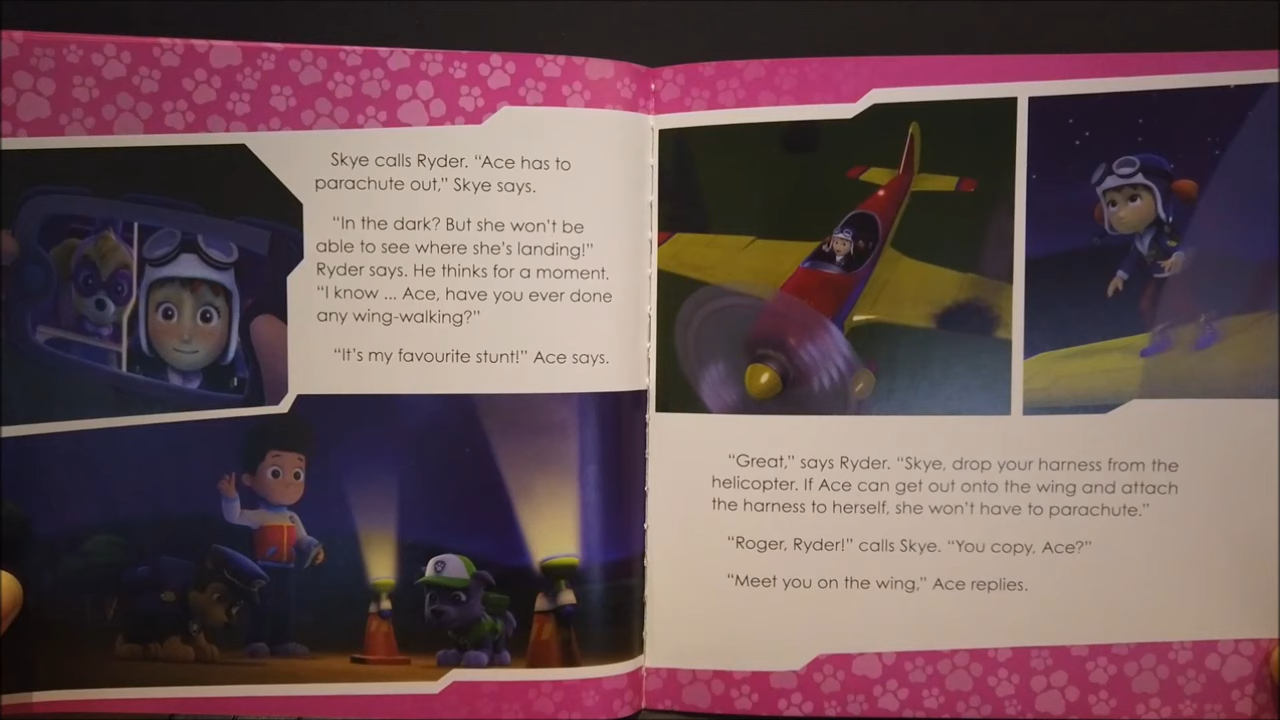 Skye calls Ryder. “Ace has to
parachute out,” Skye says.
“In the dark? But she won’t be
able to see where she’s landing!”
Ryder says. He thinks for a moment.
“I know ... Ace, have you ever done
any wing-walking?”
“It’s my favourite stunt!” Ace says.
“Great,” says Ryder. “Skye, drop your harness from the
helicopter. If Ace can get out onto the wing and attach
the harness to herself, she won’t have to parachute.”
“Roger, Ryder!” calls Skye. “You copy, Ace?”
“Meet you on the wing,” Ace replies.